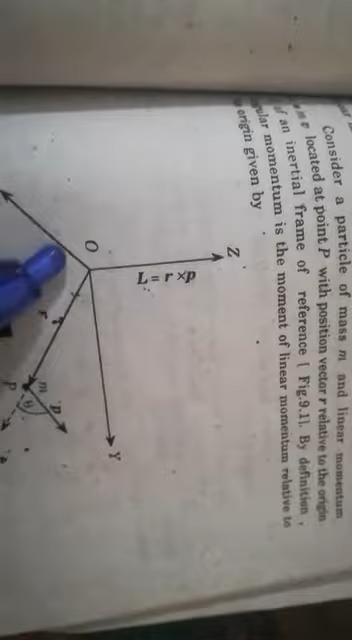 Consider a particle of mass m and linear momentum
located at point P with position vector r relative to the origin
of an inertial frame of reference [ Fig.9.1]. By definition ,
momentum is the moment of linear momentum relative to
origin given by
Z
L = r ×p
O
Y
r
m
p
θ
P